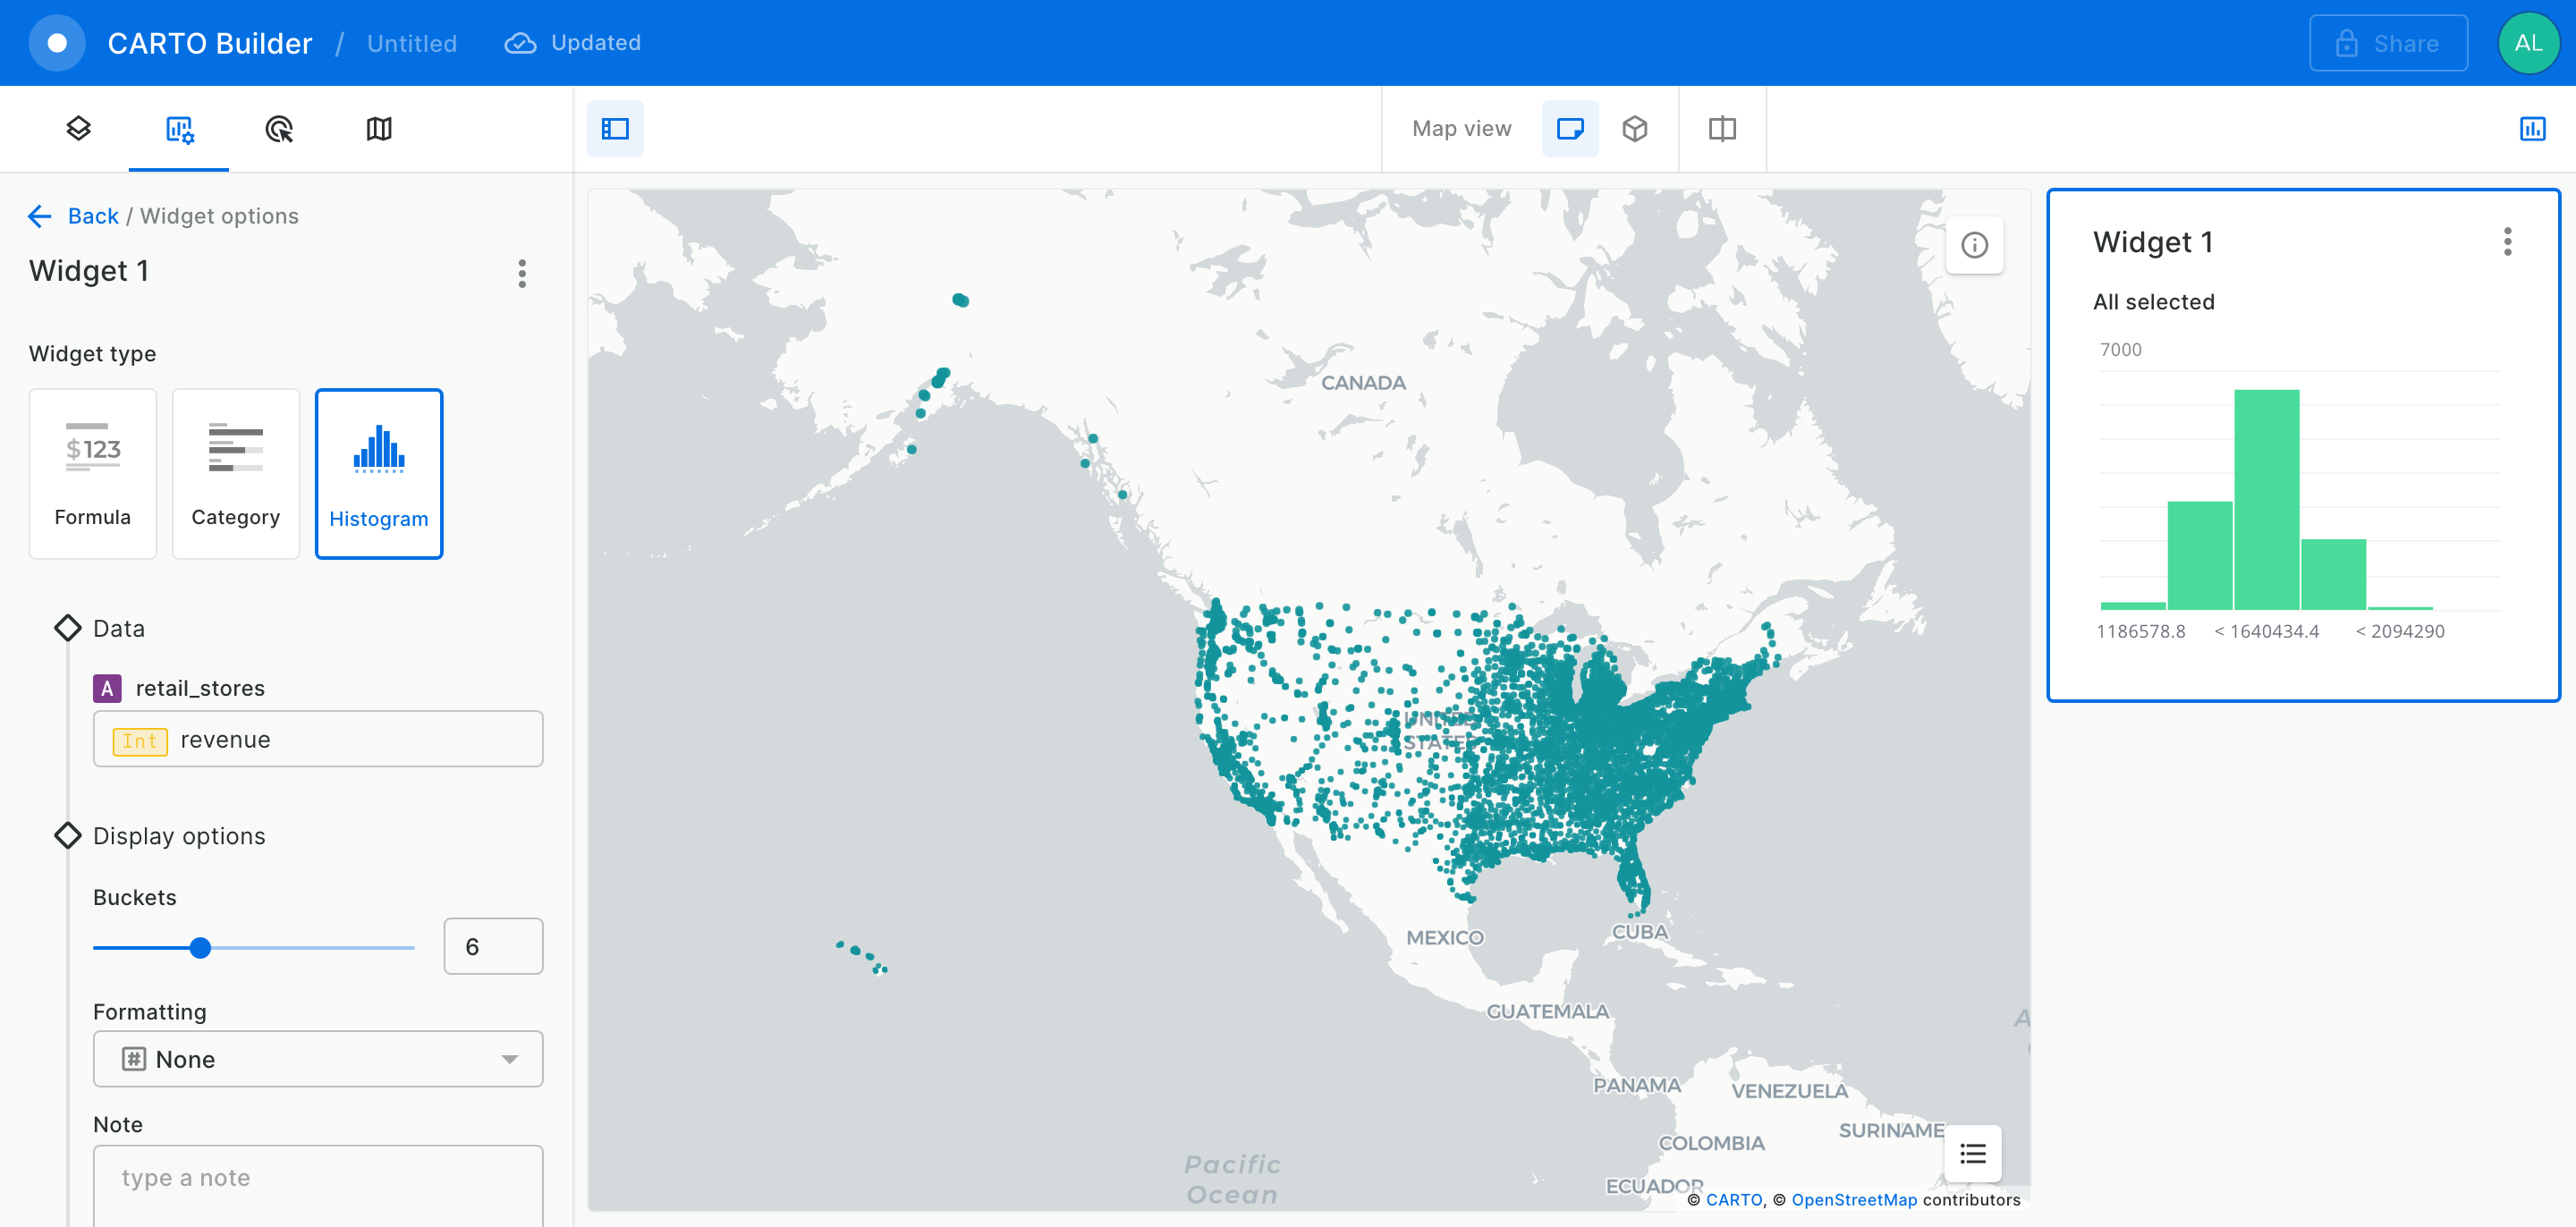 CARTO Builder / Untitled Updated
Share
AL
Map view
Back / Widget options
Widget 1
Widget type
$123
Formula
Category
Histogram
Data
A retail_stores
Int revenue
Display options
Buckets
6
Formatting
# None
Note
type a note
CANADA
UNITED
STATES
MEXICO
CUBA
GUATEMALA
PANAMA
VENEZUELA
COLOMBIA
SURINAME
ECUADOR
Pacific
Ocean
© CARTO, © OpenStreetMap contributors
Widget 1
All selected
7000
1186578.8 < 1640434.4 < 2094290